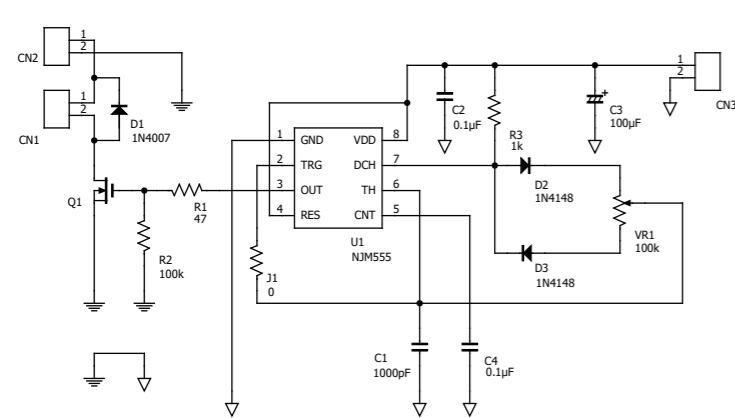 CN2
1
2
CN1
1
2
D1
1N4007
Q1
R1
47
R2
100k
1 GND VDD 8
2 TRG DCH 7
3 OUT TH 6
4 RES CNT 5
U1
NJM555
J1
0
C2
0.1µF
R3
1k
C3
100µF
+
1
2
CN3
D2
1N4148
D3
1N4148
VR1
100k
C1
1000pF
C4
0.1µF